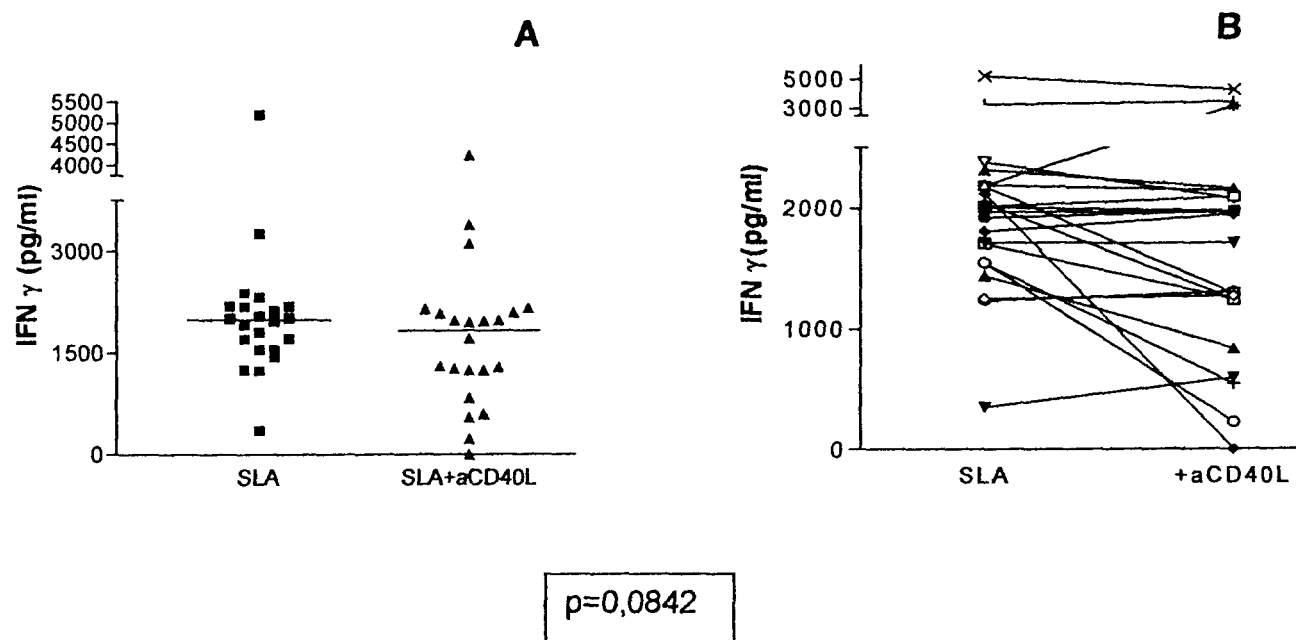 A
5500
5000
4500
4000
3000
1500
0
IFN γ (pg/ml)
SLA
SLA+aCD40L
B
5000
3000
2000
1000
0
IFN γ(pg/ml)
SLA
+aCD40L
p=0,0842